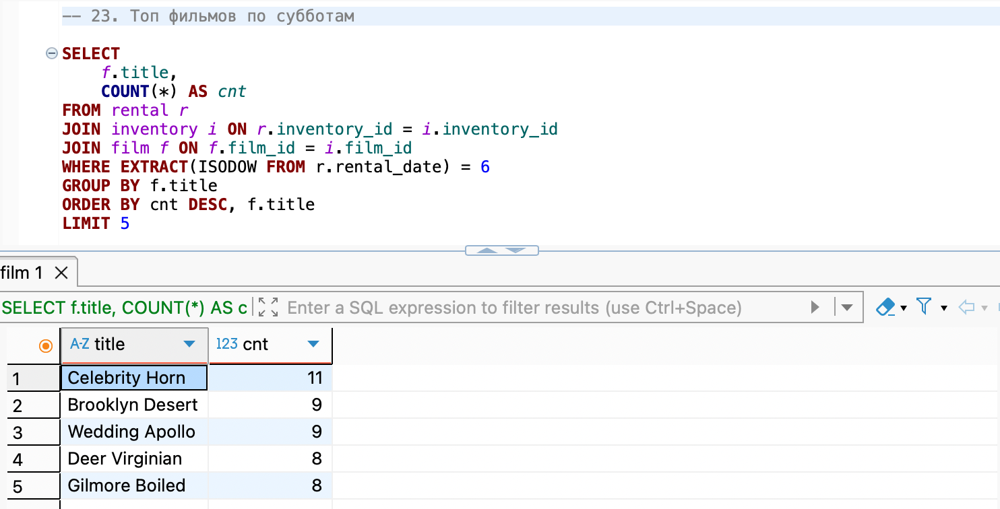 -- 23. Топ фильмов по субботам
SELECT
f.title,
COUNT(*) AS cnt
FROM rental r
JOIN inventory i ON r.inventory_id = i.inventory_id
JOIN film f ON f.film_id = i.film_id
WHERE EXTRACT(ISODOW FROM r.rental_date) = 6
GROUP BY f.title
ORDER BY cnt DESC, f.title
LIMIT 5
film 1
SELECT f.title, COUNT(*) AS c Enter a SQL expression to filter results (use Ctrl+Space)
A-Z title 123 cnt
1 Celebrity Horn 11
2 Brooklyn Desert 9
3 Wedding Apollo 9
4 Deer Virginian 8
5 Gilmore Boiled 8